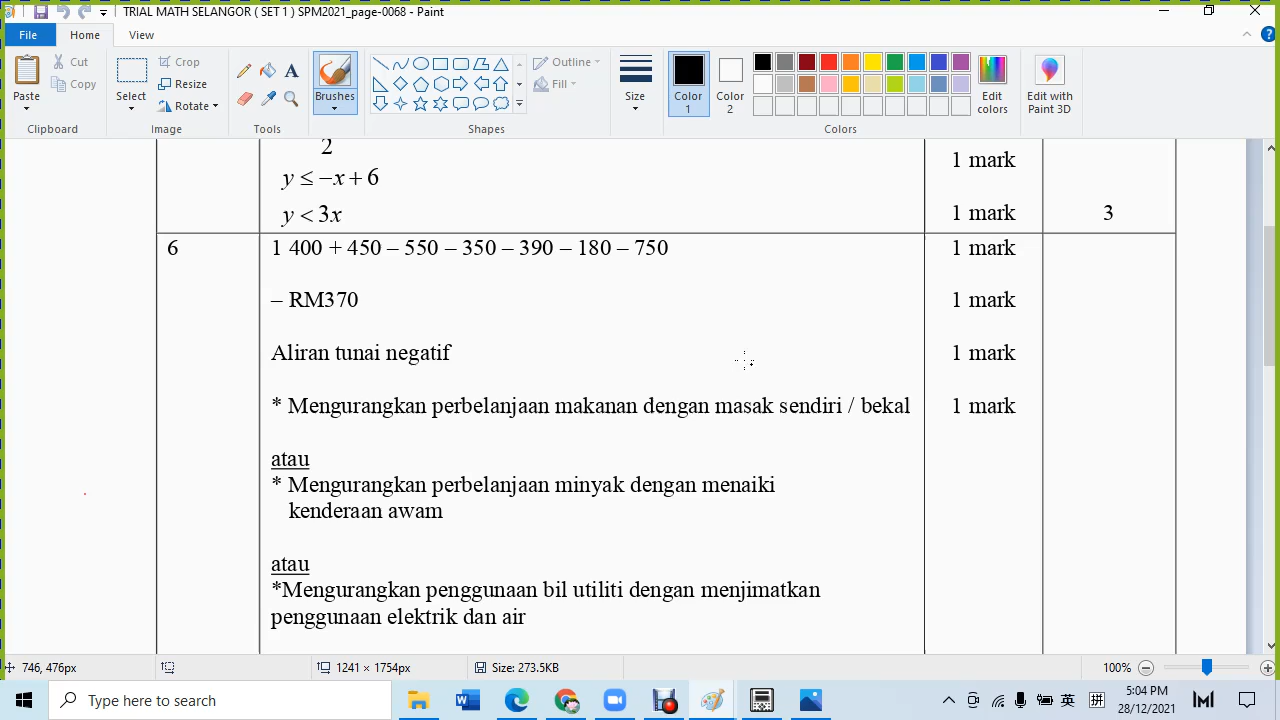 TRIAL MATH SELANGOR ( SET 1 ) SPM2021_page-0068 - Paint
File
Home
View
Paste
Cut
Copy
Clipboard
Select
Crop
Resize
Rotate
Image
A
Tools
Brushes
Outline
Fill
Shapes
Size
Color 1
Color 2
Edit colors
Colors
Edit with Paint 3D
2
1 mark
y ≤ −x + 6
y < 3x
1 mark
3
6
1 400 + 450 – 550 – 350 – 390 – 180 – 750
1 mark
– RM370
1 mark
Aliran tunai negatif
1 mark
* Mengurangkan perbelanjaan makanan dengan masak sendiri / bekal
1 mark
atau
* Mengurangkan perbelanjaan minyak dengan menaiki
kenderaan awam
atau
*Mengurangkan penggunaan bil utiliti dengan menjimatkan
penggunaan elektrik dan air
746, 476px
1241 × 1754px
Size: 273.5KB
100%
Type here to search
英
拼
5:04 PM
28/12/2021